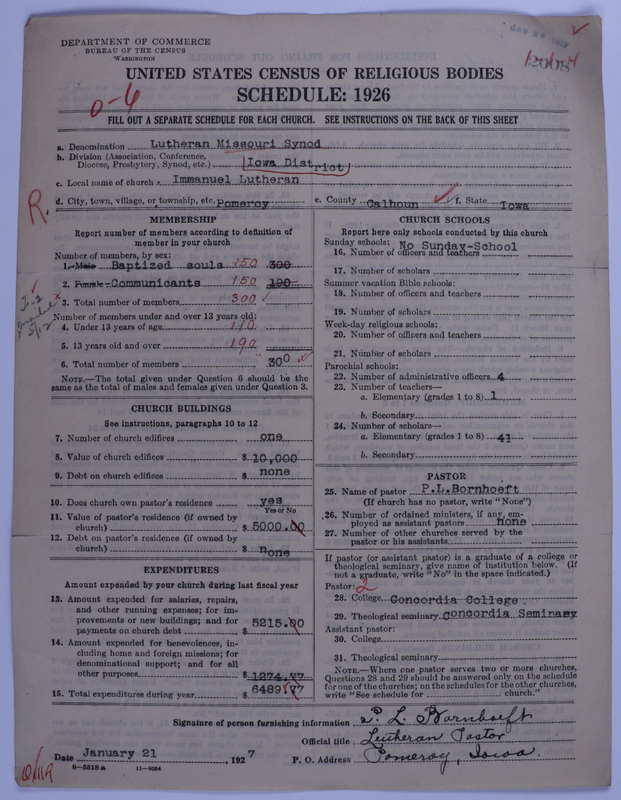 DEPARTMENT OF COMMERCE
BUREAU OF THE CENSUS
WASHINGTON
JAN 24 1927
UNITED STATES CENSUS OF RELIGIOUS BODIES
SCHEDULE: 1926
0-6
FILL OUT A SEPARATE SCHEDULE FOR EACH CHURCH. SEE INSTRUCTIONS ON THE BACK OF THIS SHEET
a. Denomination Lutheran Missouri Synod
b. Division (Association, Conference,
Diocese, Presbytery, Synod, etc.) Iowa District
c. Local name of church Immanuel Lutheran
d. City, town, village, or township, etc. Pomeroy e. County Calhoun f. State Iowa
R.
MEMBERSHIP
Report number of members according to definition of
member in your church
Number of members, by sex:
1. Male Baptized souls 150 300
2. Female Communicants 150 190
3. Total number of members 300
Number of members under and over 13 years old:
4. Under 13 years of age 110
5. 13 years old and over 190
6. Total number of members 300
NOTE.—The total given under Question 6 should be the
same as the total of males and females given under Question 3.
CHURCH BUILDINGS
See instructions, paragraphs 10 to 12
7. Number of church edifices one
8. Value of church edifices $ 10,000
9. Debt on church edifices $ none
10. Does church own pastor's residence yes
Yes or No
11. Value of pastor's residence (if owned by
church) $ 5000.00
12. Debt on pastor's residence (if owned by
church) $ none
EXPENDITURES
Amount expended by your church during last fiscal year
13. Amount expended for salaries, repairs,
and other running expenses; for im-
provements or new buildings; and for
payments on church debt $ 5215.00
14. Amount expended for benevolences, in-
cluding home and foreign missions; for
denominational support; and for all
other purposes $ 1274.77
15. Total expenditures during year $ 6489.77
CHURCH SCHOOLS
Report here only schools conducted by this church
Sunday schools: No Sunday-School
16. Number of officers and teachers
17. Number of scholars
Summer vacation Bible schools:
18. Number of officers and teachers
19. Number of scholars
Week-day religious schools:
20. Number of officers and teachers
21. Number of scholars
Parochial schools:
22. Number of administrative officers 4
23. Number of teachers—
a. Elementary (grades 1 to 8) 1
b. Secondary
24. Number of scholars—
a. Elementary (grades 1 to 8) 41
b. Secondary
PASTOR
25. Name of pastor P.L.Bornhoeft
(If church has no pastor, write "None")
26. Number of ordained ministers, if any, em-
ployed as assistant pastors none
27. Number of other churches served by the
pastor or his assistants
If pastor (or assistant pastor) is a graduate of a college or
theological seminary, give name of institution below. (If
not a graduate, write "No" in the space indicated.)
Pastor: 2
28. College Concordia College
29. Theological seminary Concordia Seminary
Assistant pastor:
30. College
31. Theological seminary
NOTE.—Where one pastor serves two or more churches,
Questions 28 and 29 should be answered only on the schedule
for one of the churches; on the schedules for the other churches,
write "See schedule for church."
Signature of person furnishing information P. L. Bornhoeft
Official title Lutheran Pastor
Date January 21, 1927 P. O. Address Pomeroy, Iowa.
8—5518a 11—9024